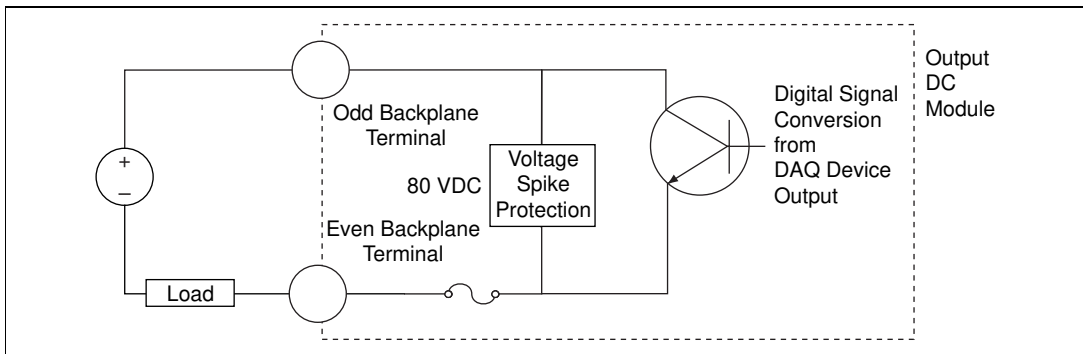 Output
DC
Module
Odd Backplane
Terminal
Digital Signal
Conversion
from
DAQ Device
Output
80 VDC
Voltage
Spike
Protection
+
–
Even Backplane
Terminal
Load